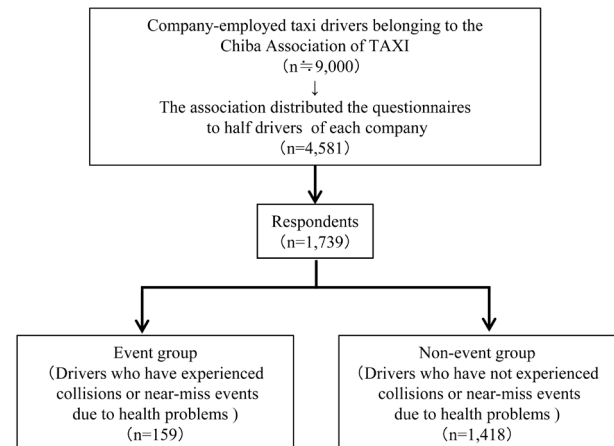 Company-employed taxi drivers belonging to the
Chiba Association of TAXI
（n≒9,000）
↓
The association distributed the questionnaires
to half drivers of each company
（n=4,581）
Respondents
（n=1,739）
Event group
（Drivers who have experienced
collisions or near-miss events
due to health problems）
（n=159）
Non-event group
（Drivers who have not experienced
collisions or near-miss events
due to health problems）
（n=1,418）